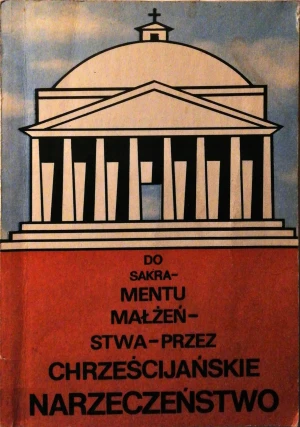 DO
SAKRA-
MENTU
MAŁŻEŃ-
STWA-PRZEZ
CHRZEŚCIJAŃSKIE
NARZECZEŃSTWO